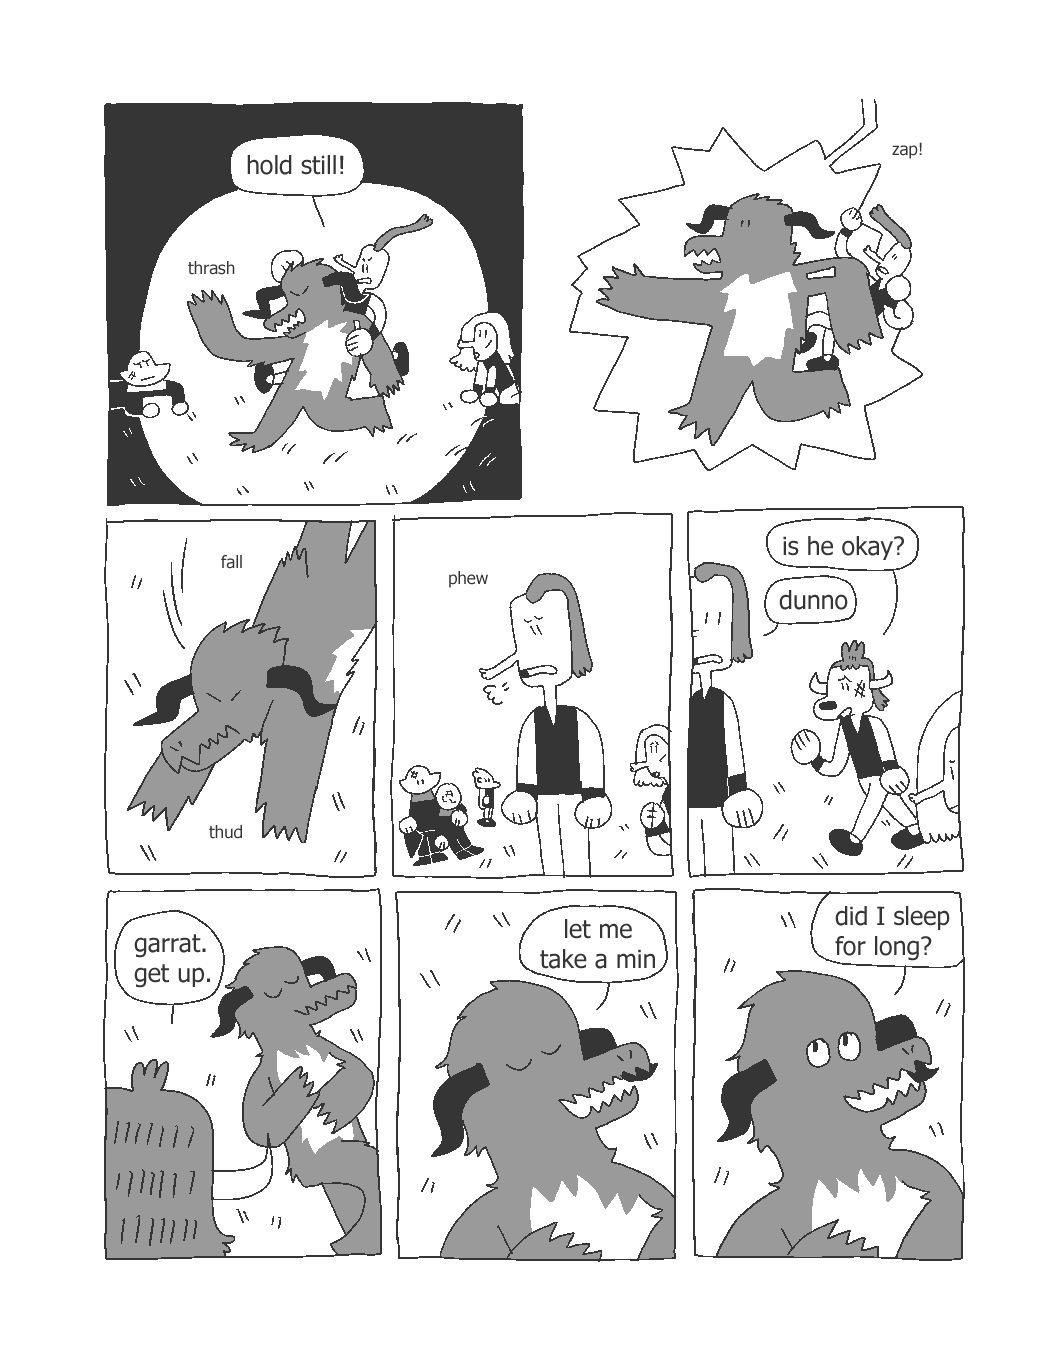 hold still!
thrash
zap!
fall
thud
phew
is he okay?
dunno
garrat.
get up.
let me
take a min
did I sleep
for long?